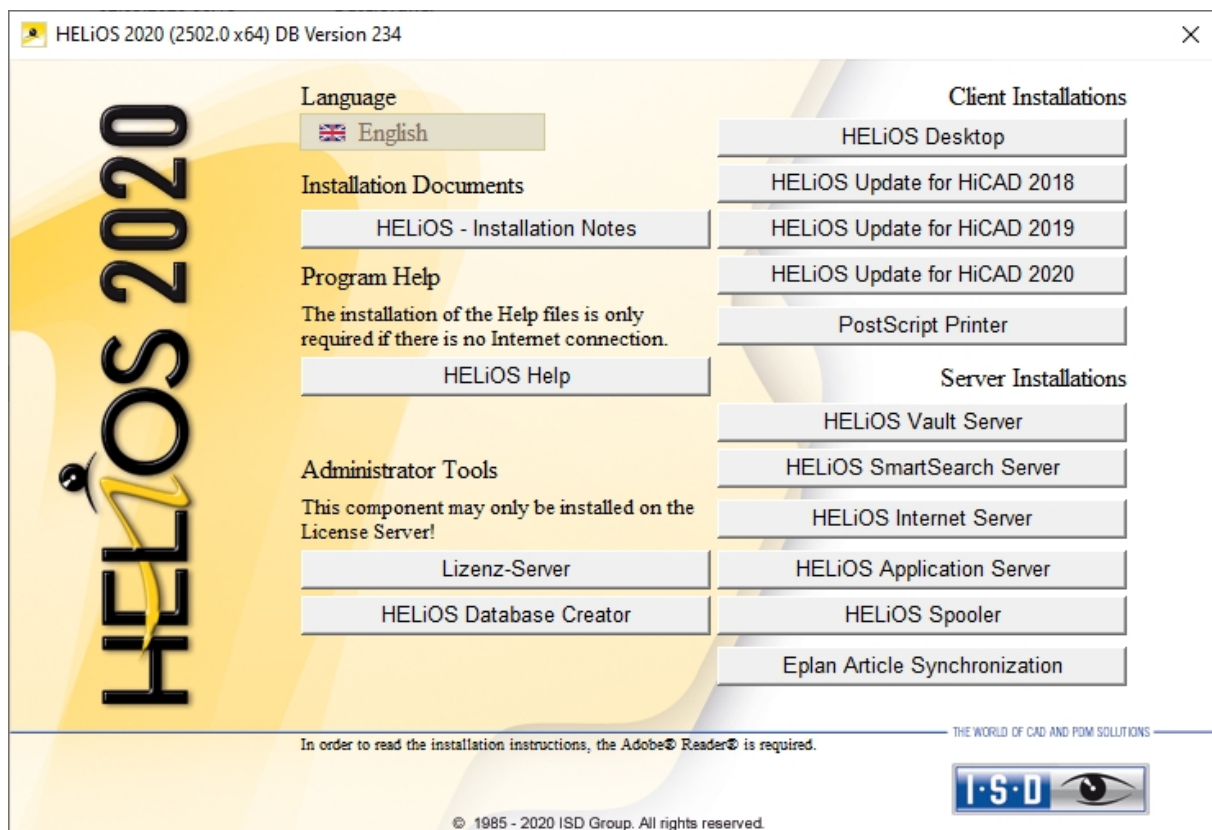 HELiOS 2020 (2502.0 x64) DB Version 234
HELiOS 2020
Language
English
Installation Documents
HELiOS - Installation Notes
Program Help
The installation of the Help files is only
required if there is no Internet connection.
HELiOS Help
Administrator Tools
This component may only be installed on the
License Server!
Lizenz-Server
HELiOS Database Creator
Client Installations
HELiOS Desktop
HELiOS Update for HiCAD 2018
HELiOS Update for HiCAD 2019
HELiOS Update for HiCAD 2020
PostScript Printer
Server Installations
HELiOS Vault Server
HELiOS SmartSearch Server
HELiOS Internet Server
HELiOS Application Server
HELiOS Spooler
Eplan Article Synchronization
THE WORLD OF CAD AND PDM SOLUTIONS
In order to read the installation instructions, the Adobe® Reader® is required.
I·S·D
© 1985 - 2020 ISD Group. All rights reserved.